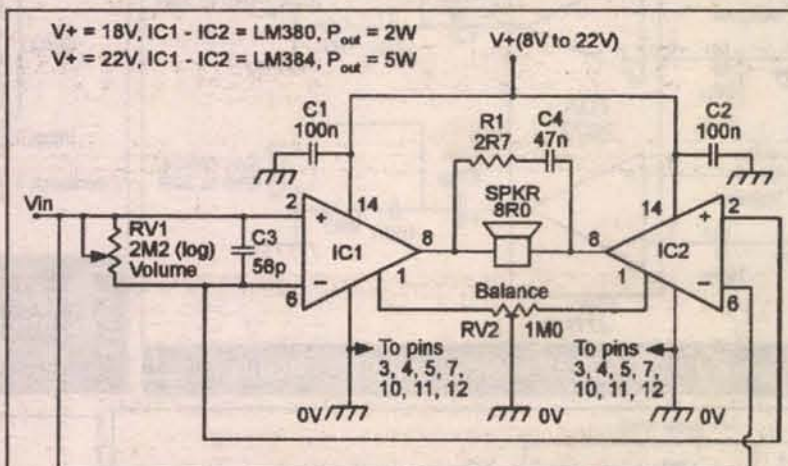 V+ = 18V, IC1 - IC2 = LM380, Pout = 2W
V+ = 22V, IC1 - IC2 = LM384, Pout = 5W
V+(8V to 22V)
C1
100n
R1
2R7
C4
47n
C2
100n
SPKR
8R0
Vin
RV1
2M2 (log)
Volume
C3
56p
2
+
14
IC1
8
1
–
6
8
14
+
2
IC2
1
–
6
Balance
RV2
1M0
To pins
3, 4, 5, 7,
10, 11, 12
To pins
3, 4, 5, 7,
10, 11, 12
0V
0V
0V